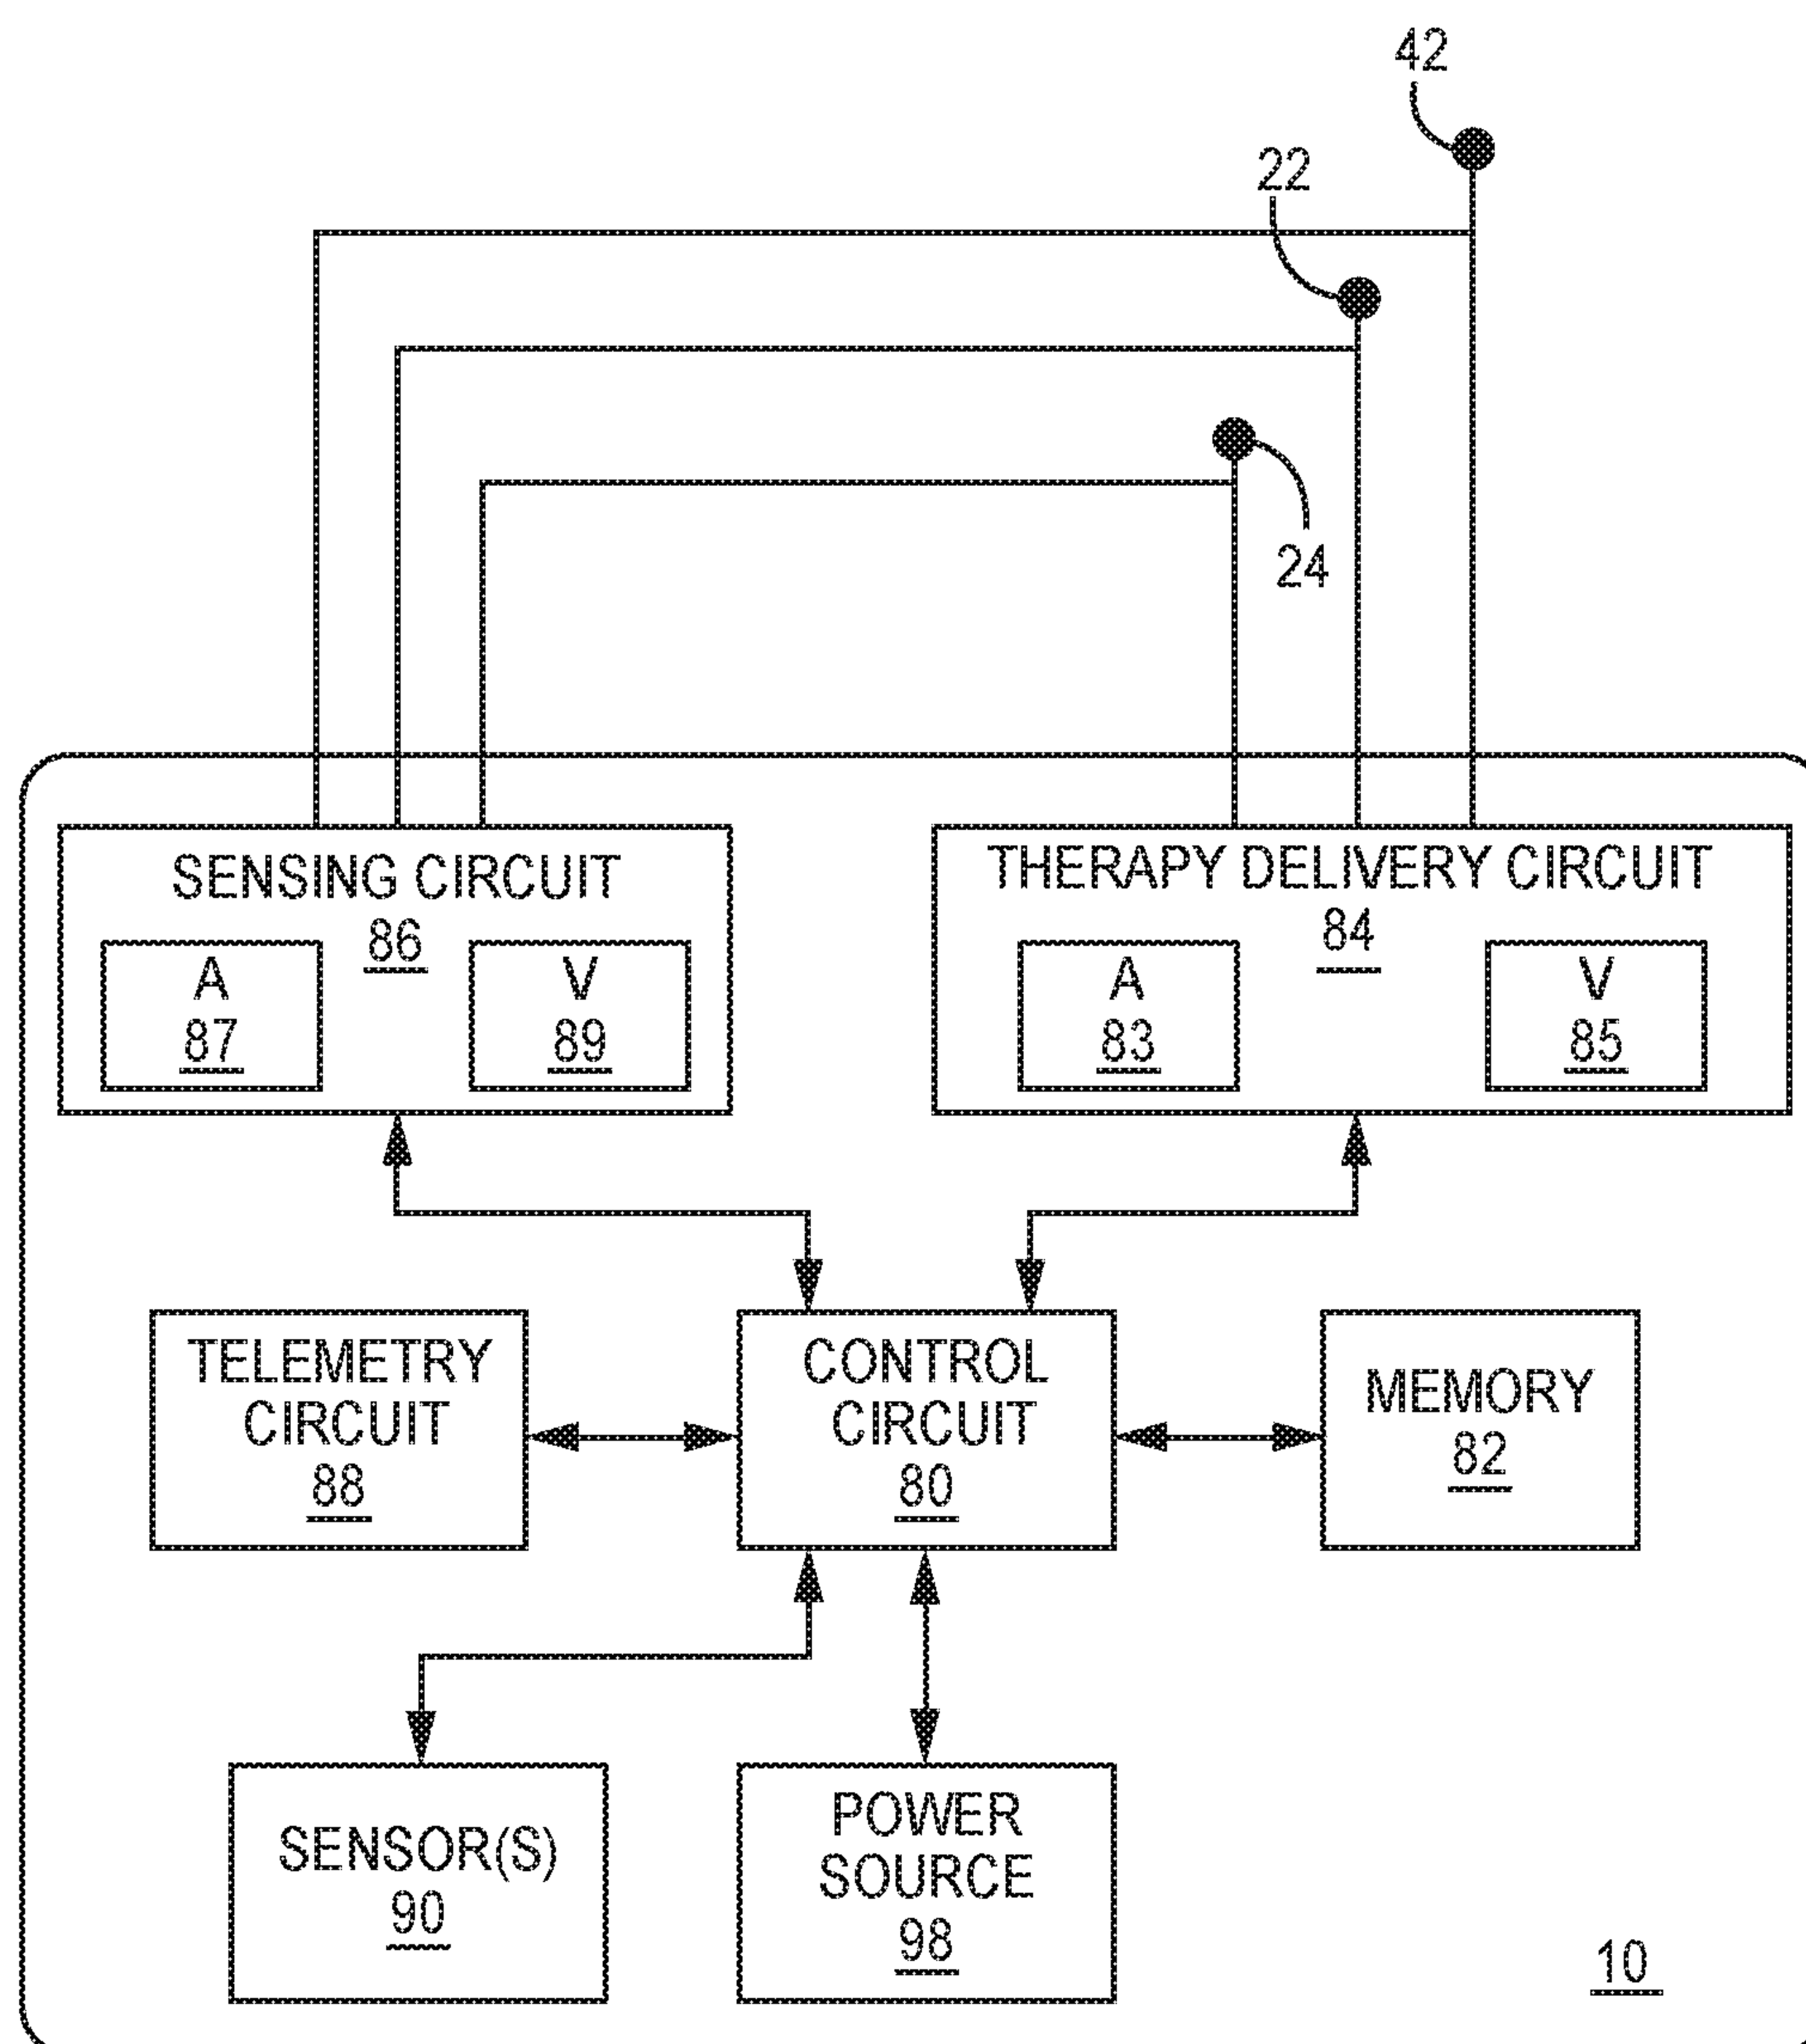 42
22
24
SENSING CIRCUIT
86
A
87
V
89
THERAPY DELIVERY CIRCUIT
84
A
83
V
85
TELEMETRY
CIRCUIT
88
CONTROL
CIRCUIT
80
MEMORY
82
SENSOR(S)
90
POWER
SOURCE
98
10